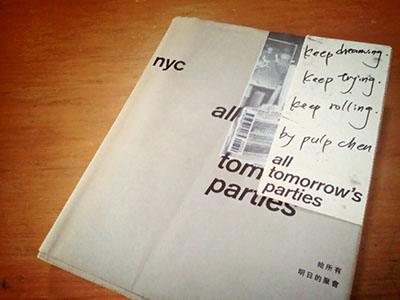 nyc
all
tom
parties
keep dreaming.
keep trying.
keep rolling.
by pulp chen
all
tomorrow's
parties
給所有
明日的聚會